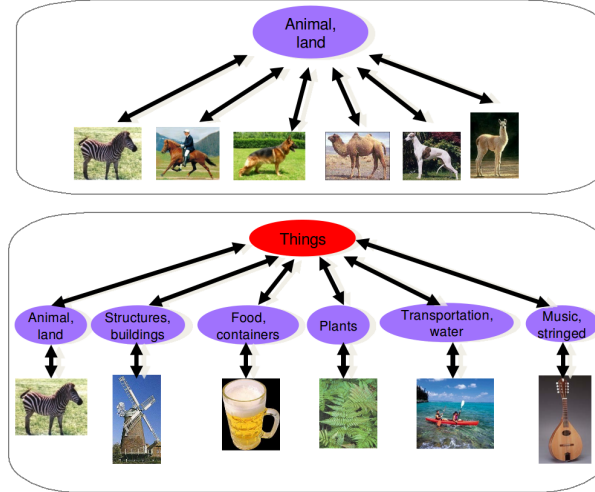 Animal,
land
Things
Animal,
land
Structures,
buildings
Food,
containers
Plants
Transportation,
water
Music,
stringed